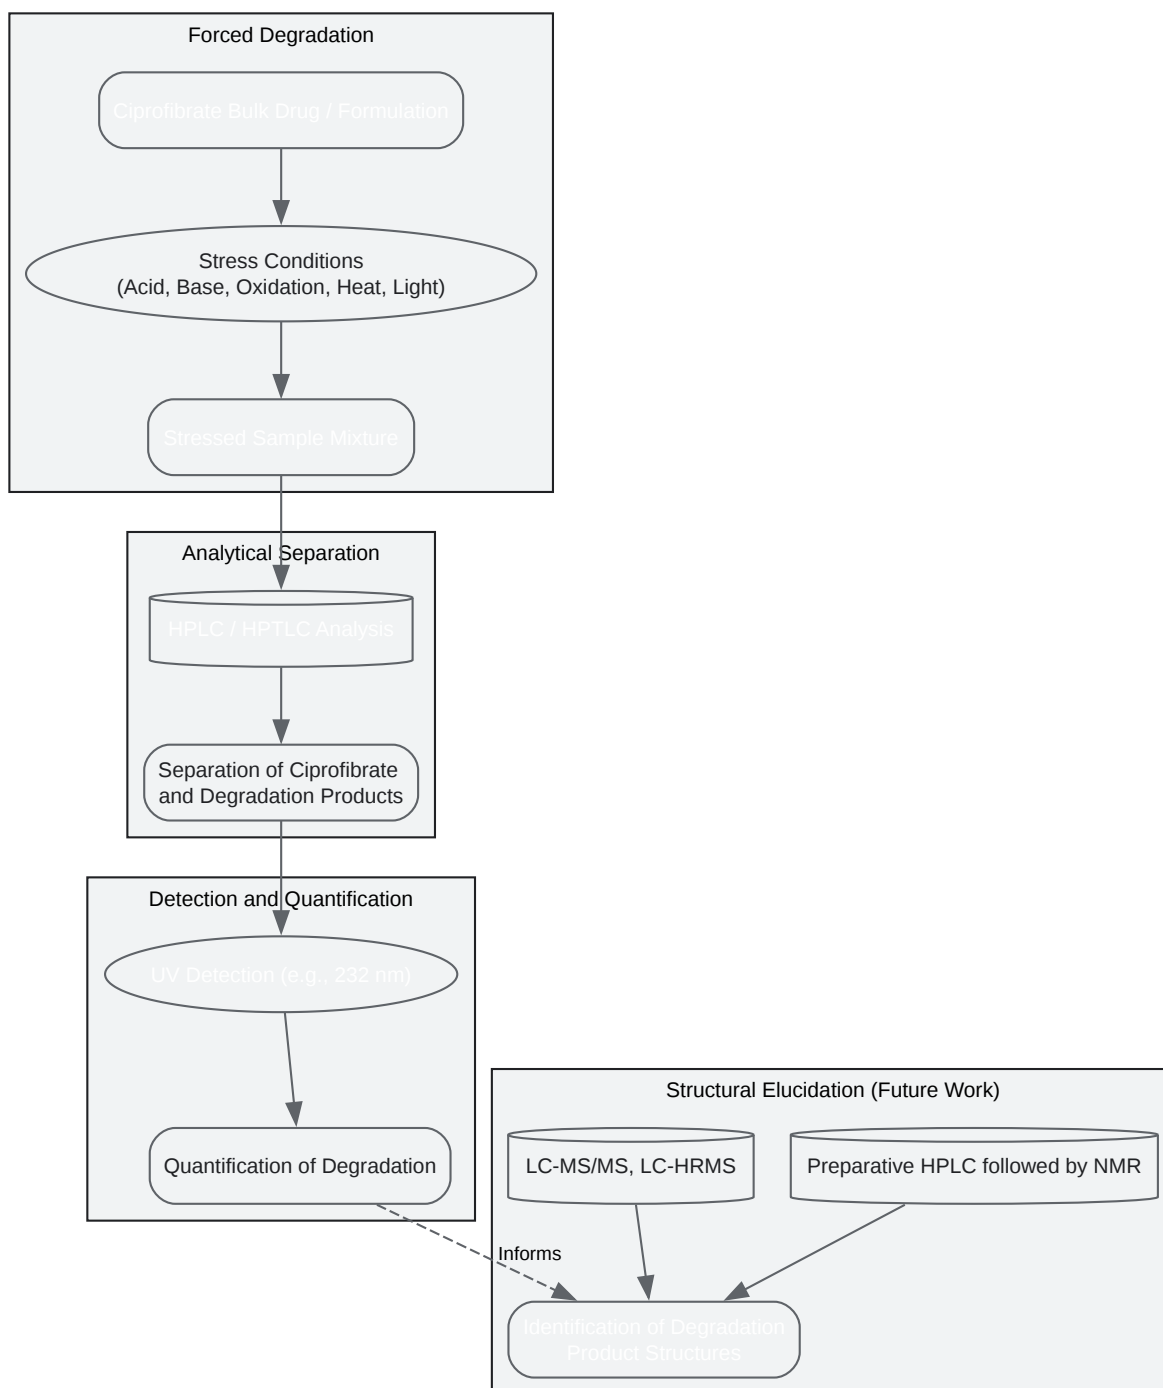 Forced Degradation
Ciprofibrate Bulk Drug / Formulation
Stress Conditions
(Acid, Base, Oxidation, Heat, Light)
Stressed Sample Mixture
Analytical Separation
HPLC / HPTLC Analysis
Separation of Ciprofibrate
and Degradation Products
Detection and Quantification
UV Detection (e.g., 232 nm)
Quantification of Degradation
Structural Elucidation (Future Work)
LC-MS/MS, LC-HRMS
Preparative HPLC followed by NMR
Informs
Identification of Degradation
Product Structures